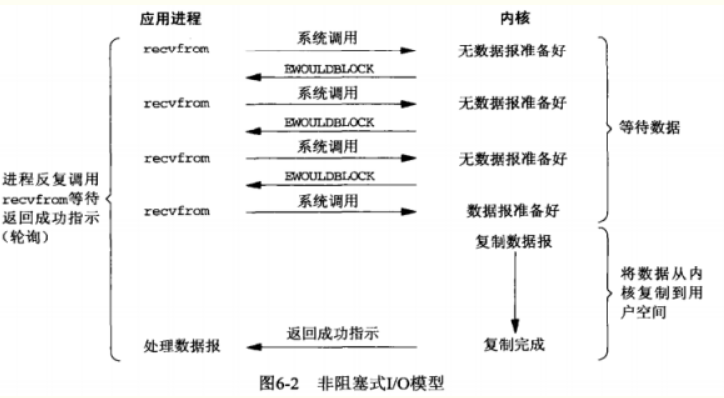 应用进程
内核
recvfrom
系统调用
无数据报准备好
EWOULDBLOCK
recvfrom
系统调用
无数据报准备好
EWOULDBLOCK
recvfrom
系统调用
无数据报准备好
EWOULDBLOCK
recvfrom
系统调用
数据报准备好
等待数据
进程反复调用
recvfrom等待
返回成功指示
（轮询）
复制数据报
将数据从内
核复制到用
户空间
处理数据报
返回成功指示
复制完成
图6-2 非阻塞式I/O模型